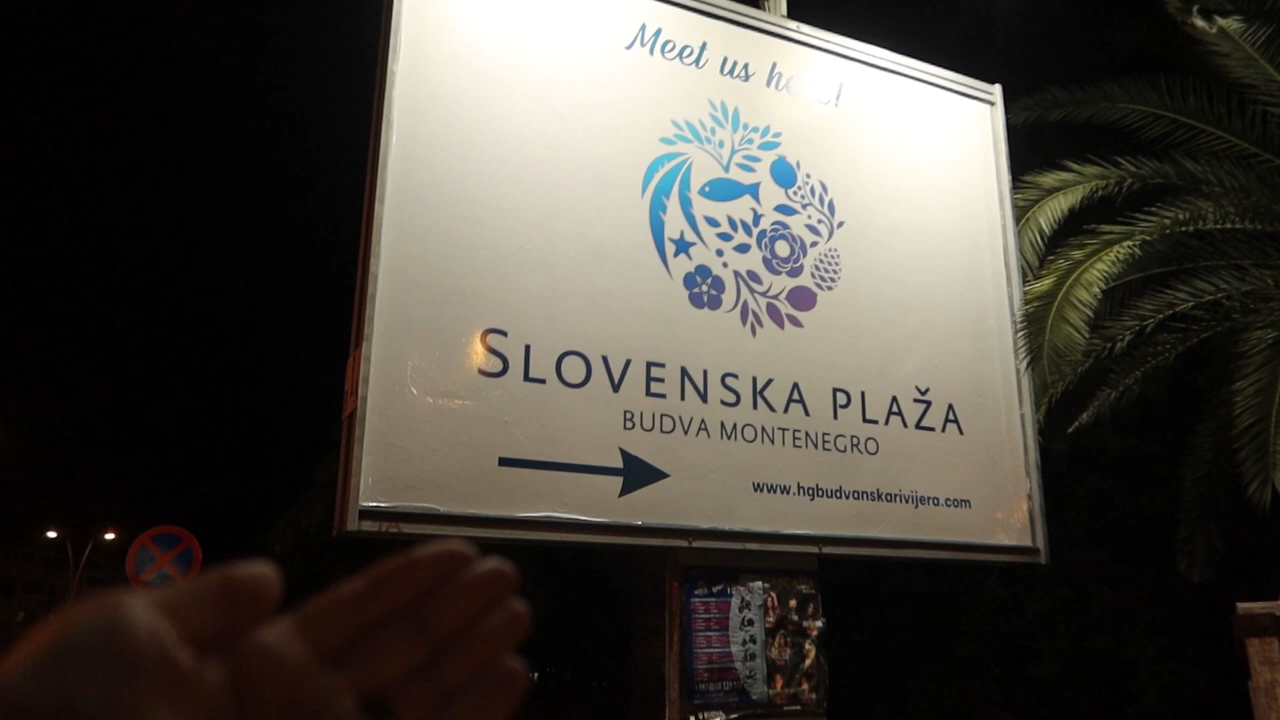 Meet us here!
SLOVENSKA PLAŽA
BUDVA MONTENEGRO
www.hgbudvanskarivijera.com